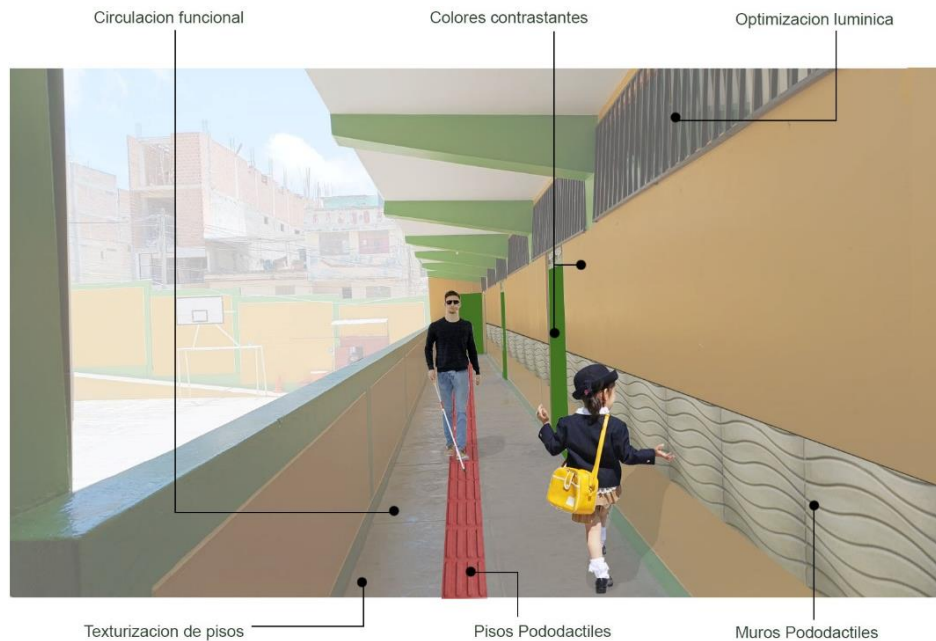 Circulacion funcional
Colores contrastantes
Optimizacion luminica
Texturizacion de pisos
Pisos Pododactiles
Muros Pododactiles